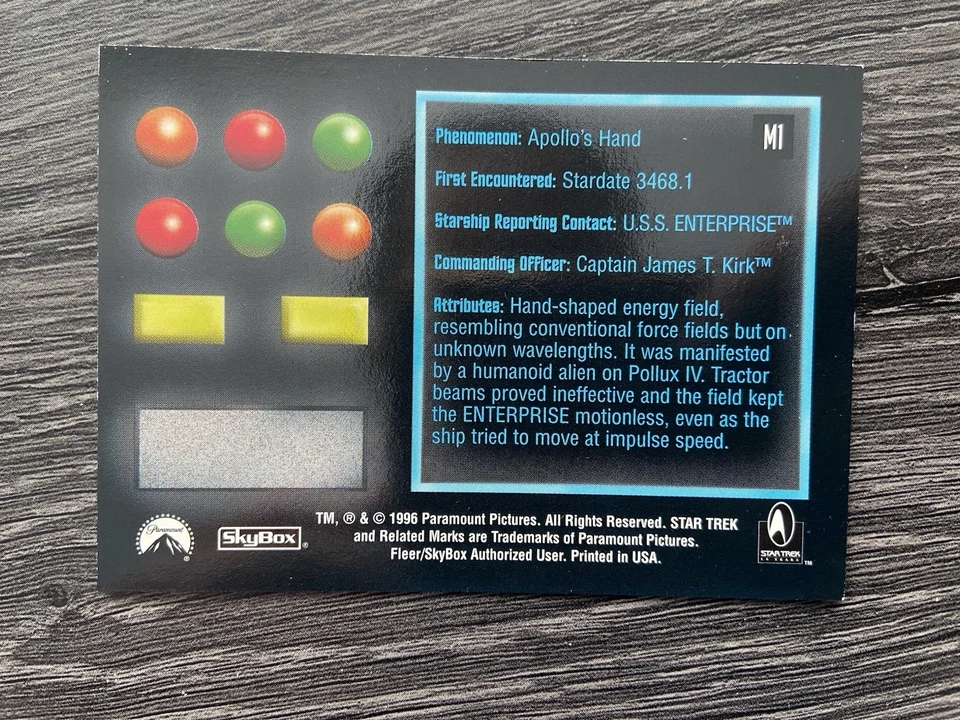 M1
Phenomenon: Apollo's Hand
First Encountered: Stardate 3468.1
Starship Reporting Contact: U.S.S. ENTERPRISE™
Commanding Officer: Captain James T. Kirk™
Attributes: Hand-shaped energy field,
resembling conventional force fields but on
unknown wavelengths. It was manifested
by a humanoid alien on Pollux IV. Tractor
beams proved ineffective and the field kept
the ENTERPRISE motionless, even as the
ship tried to move at impulse speed.
Paramount
®
SKYBOX®
TM, ® & © 1996 Paramount Pictures. All Rights Reserved. STAR TREK
and Related Marks are Trademarks of Paramount Pictures.
Fleer/SkyBox Authorized User. Printed in USA.
STAR TREK
™